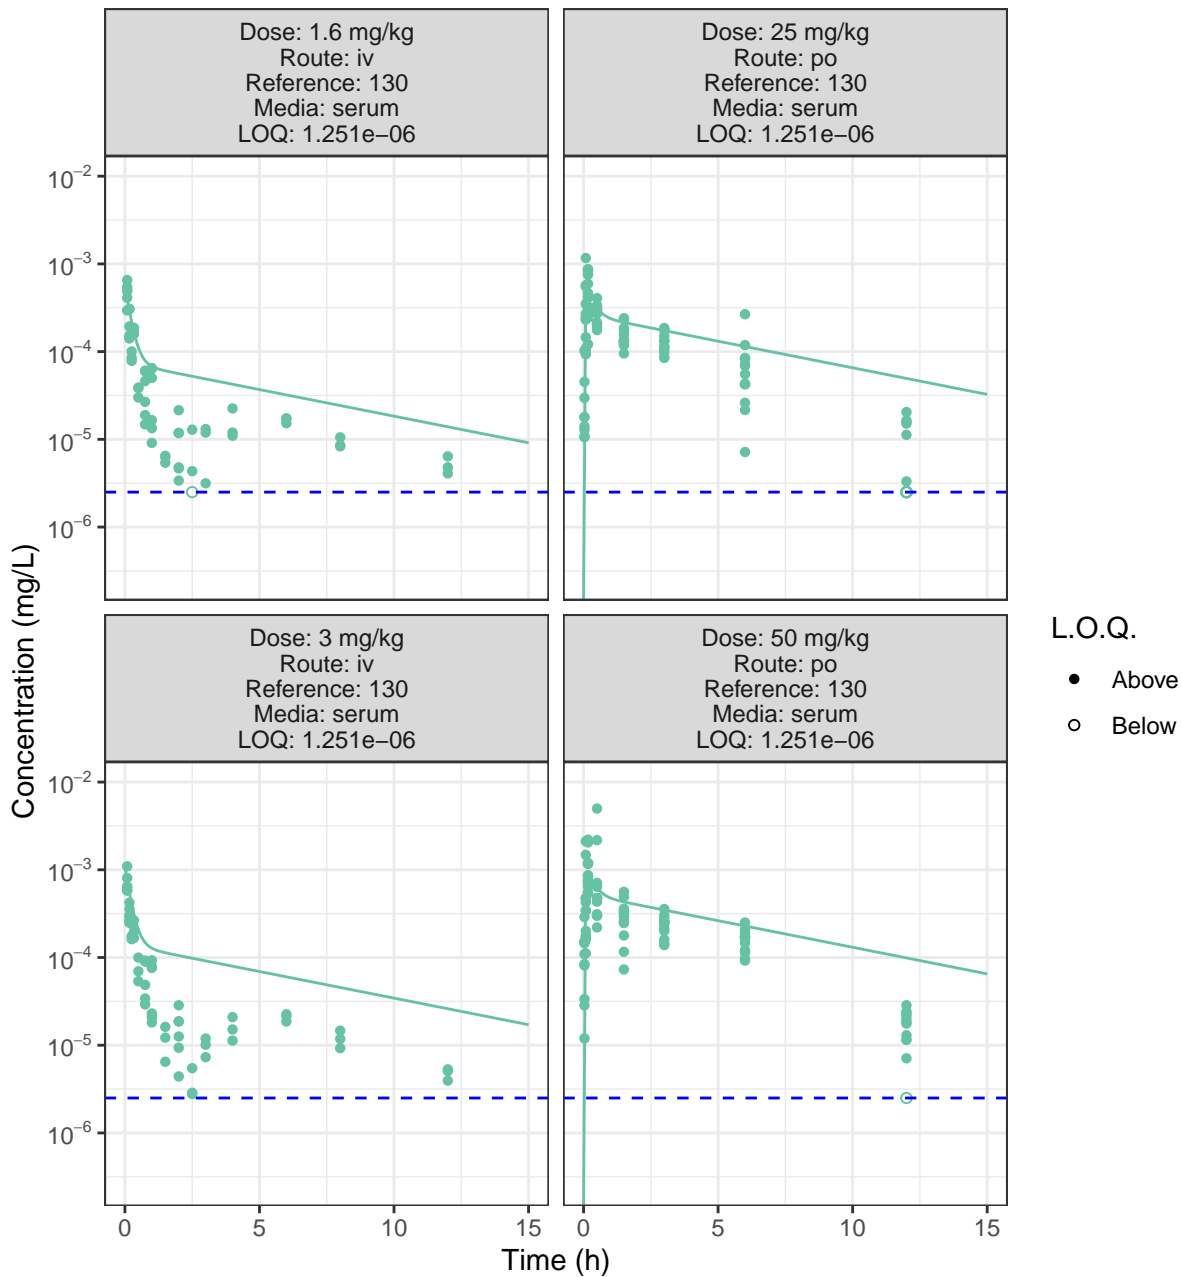 Dose: 1.6 mg/kg
Route: iv
Reference: 130
Media: serum
LOQ: 1.251e−06
Dose: 25 mg/kg
Route: po
Reference: 130
Media: serum
LOQ: 1.251e−06
10⁻²
10⁻³
10⁻⁴
10⁻⁵
10⁻⁶
Dose: 3 mg/kg
Route: iv
Reference: 130
Media: serum
LOQ: 1.251e−06
Dose: 50 mg/kg
Route: po
Reference: 130
Media: serum
LOQ: 1.251e−06
10⁻²
10⁻³
10⁻⁴
10⁻⁵
10⁻⁶
0 5 10 15
0 5 10 15
Time (h)
Concentration (mg/L)
L.O.Q.
Above
Below